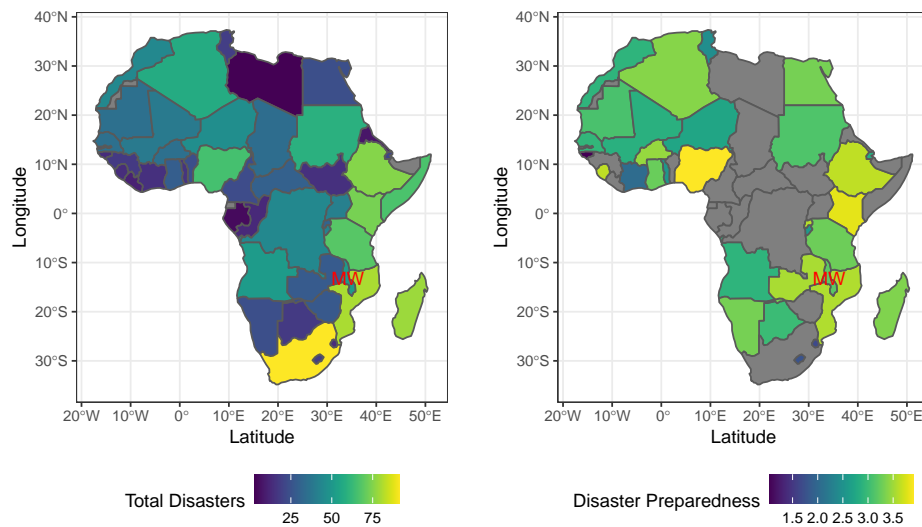 40°N
30°N
20°N
10°N
0°
10°S
20°S
30°S
Longitude
MW
20°W 10°W 0° 10°E 20°E 30°E 40°E 50°E
Latitude
Total Disasters
25 50 75
40°N
30°N
20°N
10°N
0°
10°S
20°S
30°S
Longitude
MW
20°W 10°W 0° 10°E 20°E 30°E 40°E 50°E
Latitude
Disaster Preparedness
1.5 2.0 2.5 3.0 3.5